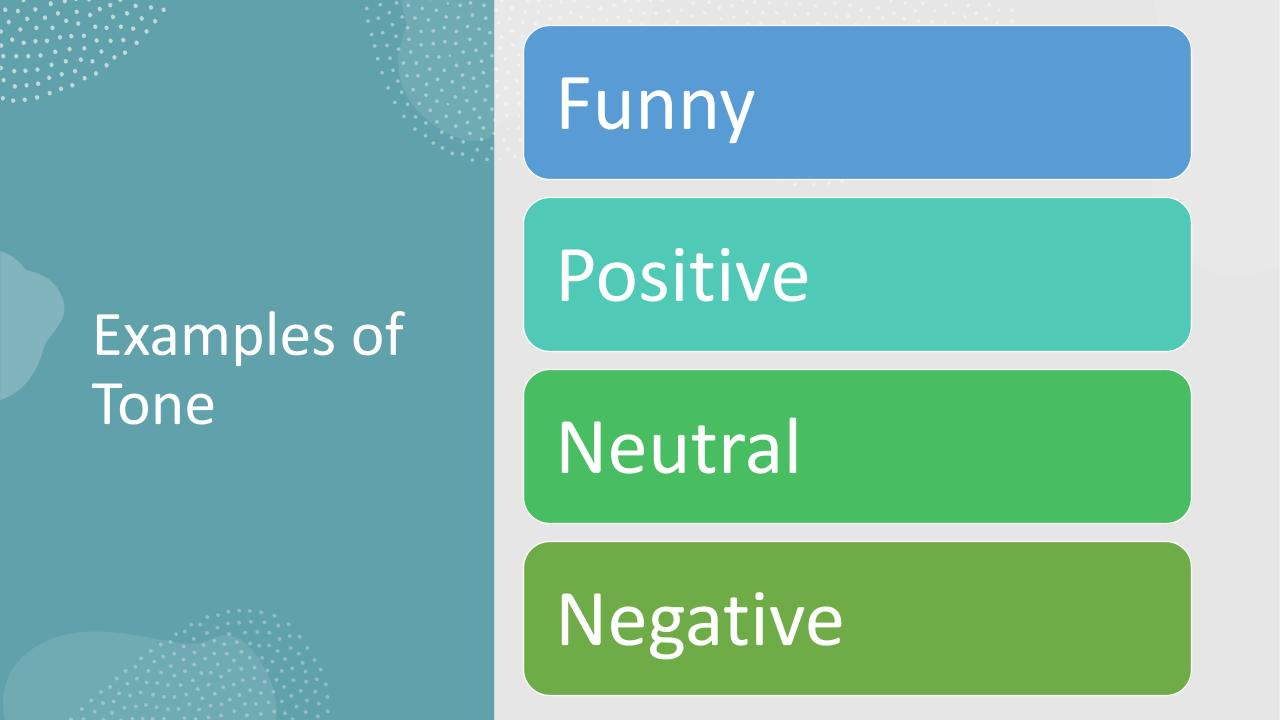 Examples of
Tone
Funny
Positive
Neutral
Negative